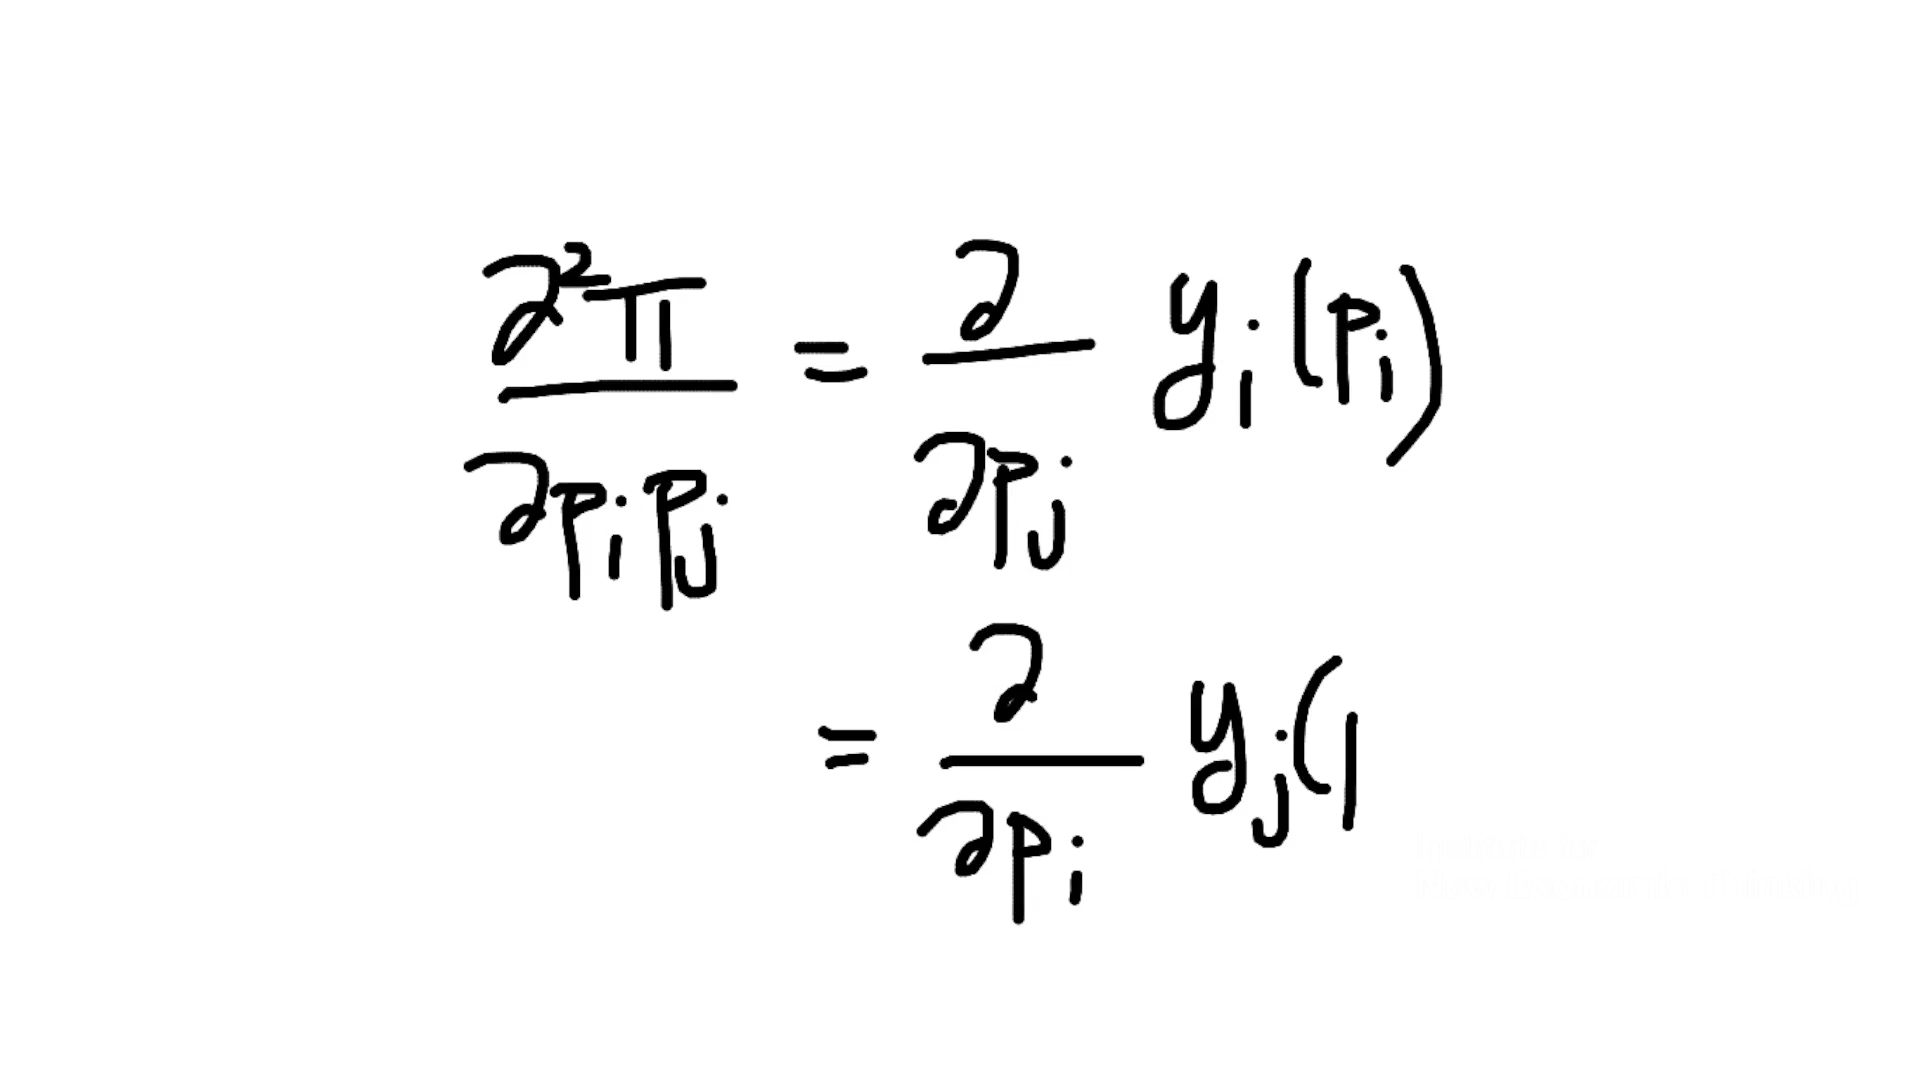 ∂²π/∂pᵢpⱼ = ∂/∂pⱼ yᵢ(pᵢ)
= ∂/∂pᵢ yⱼ(